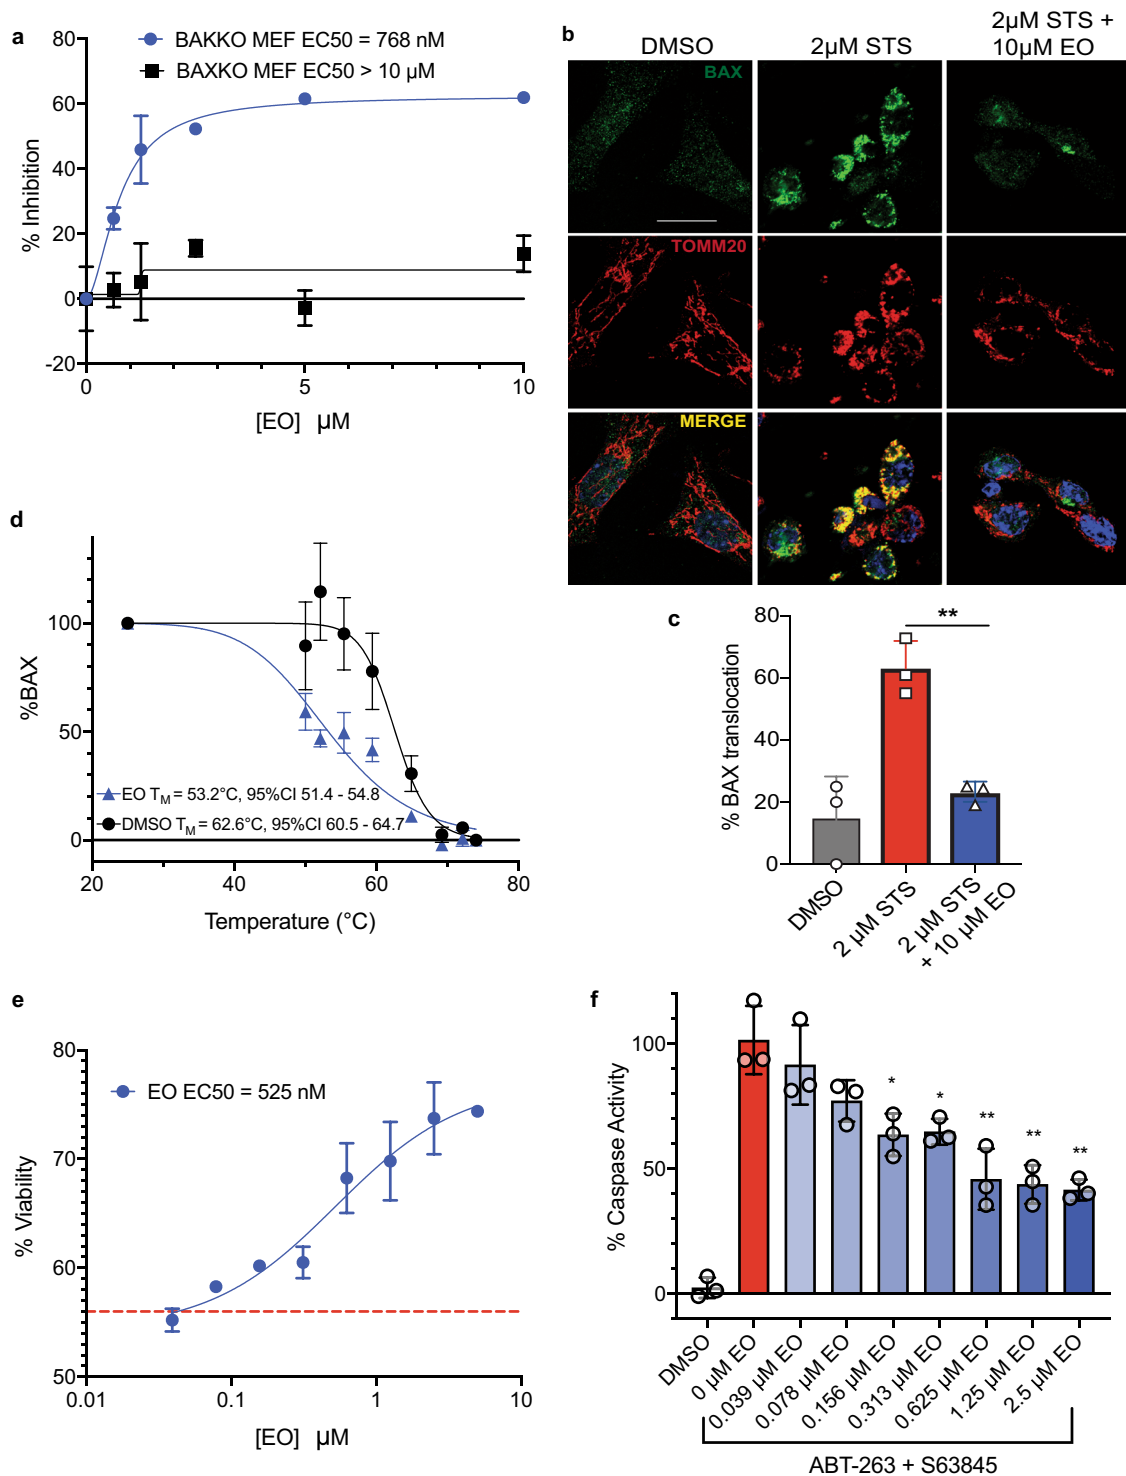 a
BAKKO MEF EC50 = 768 nM
BAXKO MEF EC50 > 10 µM
80
60
40
20
0
-20
% Inhibition
0
5
10
[EO] µM
b
DMSO
2µM STS
2µM STS +
10µM EO
BAX
TOMM20
MERGE
c
**
80
60
40
20
0
% BAX translocation
DMSO
2 µM STS
2 µM STS
+ 10 µM EO
d
100
50
0
%BAX
EO TM = 53.2°C, 95%CI 51.4 - 54.8
DMSO TM = 62.6°C, 95%CI 60.5 - 64.7
20
40
60
80
Temperature (°C)
e
80
70
60
50
% Viability
EO EC50 = 525 nM
0.01
0.1
1
10
[EO] µM
f
100
50
0
% Caspase Activity
*
*
**
**
**
DMSO
0 µM EO
0.039 µM EO
0.078 µM EO
0.156 µM EO
0.313 µM EO
0.625 µM EO
1.25 µM EO
2.5 µM EO
ABT-263 + S63845